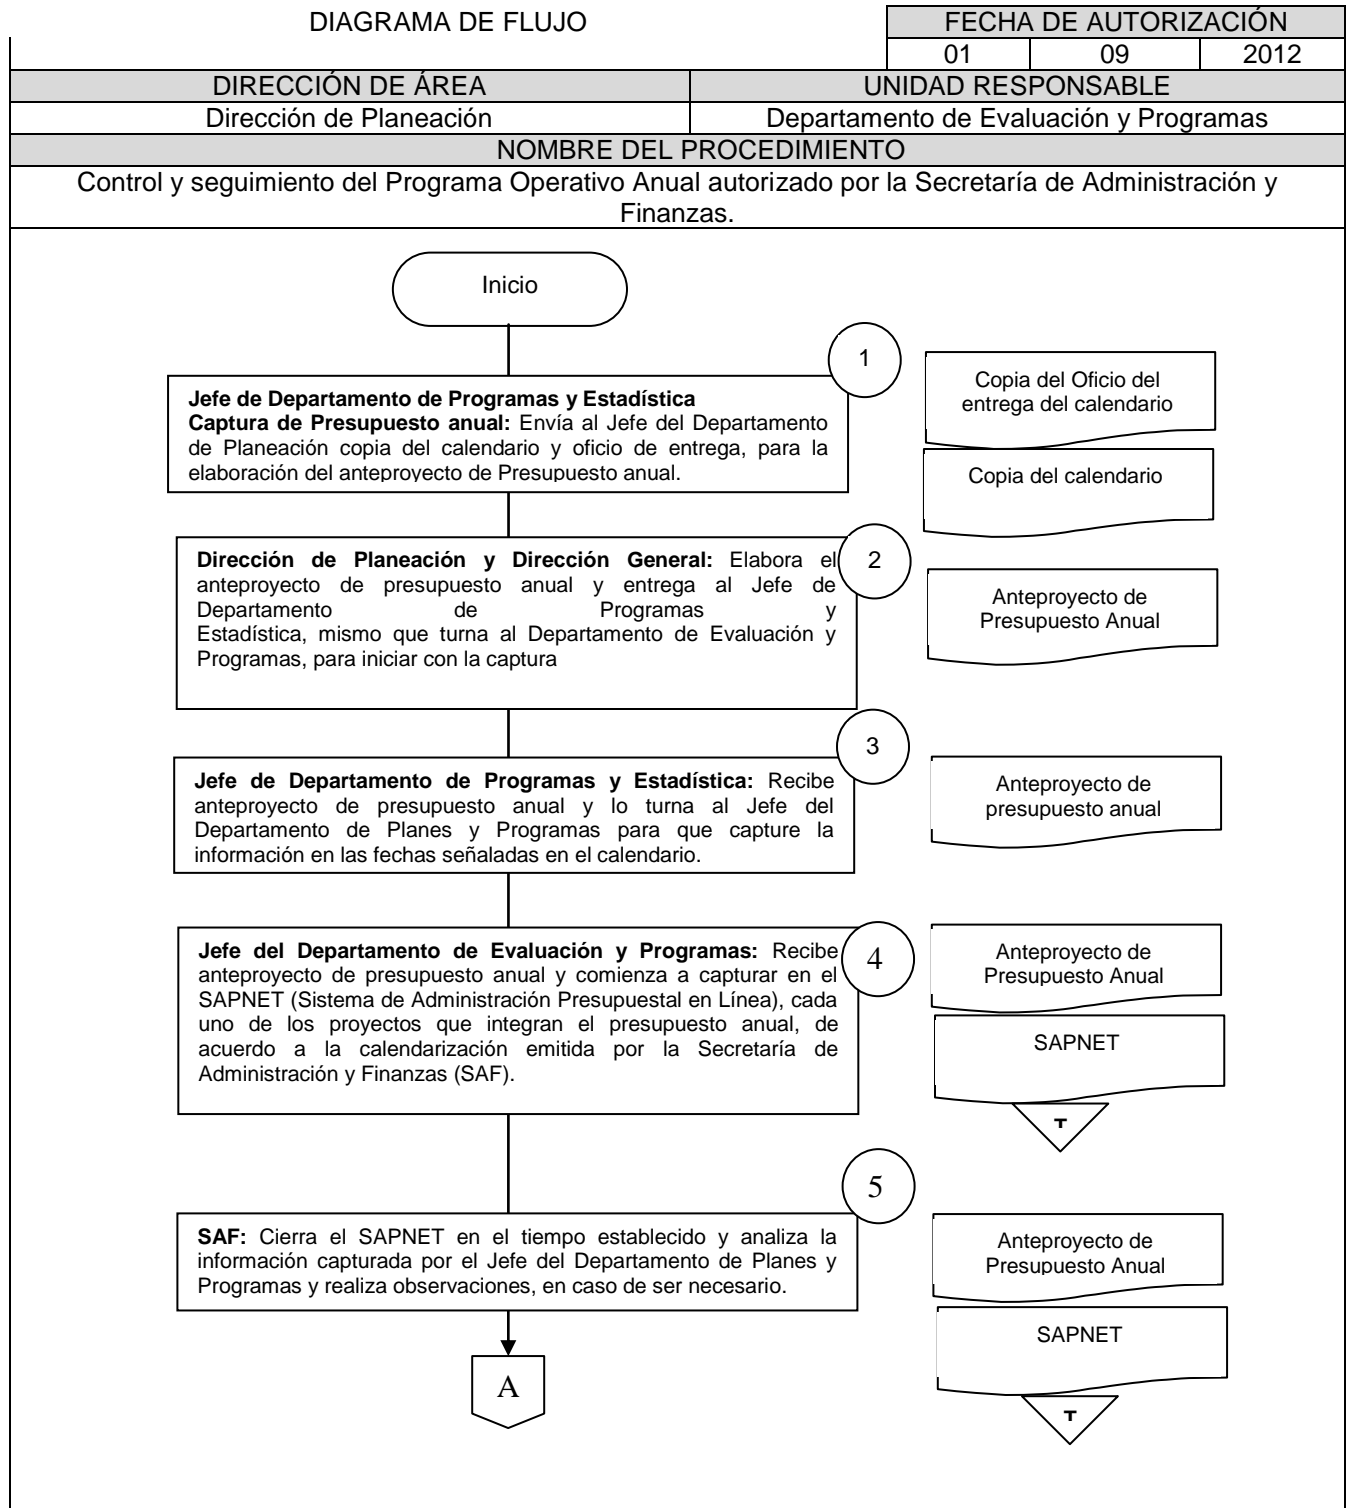 DIAGRAMA DE FLUJO
FECHA DE AUTORIZACIÓN
01 09 2012
DIRECCIÓN DE ÁREA
UNIDAD RESPONSABLE
Dirección de Planeación
Departamento de Evaluación y Programas
NOMBRE DEL PROCEDIMIENTO
Control y seguimiento del Programa Operativo Anual autorizado por la Secretaría de Administración y
Finanzas.
Inicio
1
Jefe de Departamento de Programas y Estadística
Captura de Presupuesto anual: Envía al Jefe del Departamento
de Planeación copia del calendario y oficio de entrega, para la
elaboración del anteproyecto de Presupuesto anual.
Copia del Oficio del
entrega del calendario
Copia del calendario
2
Dirección de Planeación y Dirección General: Elabora el
anteproyecto de presupuesto anual y entrega al Jefe de
Departamento de Programas y
Estadística, mismo que turna al Departamento de Evaluación y
Programas, para iniciar con la captura
Anteproyecto de
Presupuesto Anual
3
Jefe de Departamento de Programas y Estadística: Recibe
anteproyecto de presupuesto anual y lo turna al Jefe del
Departamento de Planes y Programas para que capture la
información en las fechas señaladas en el calendario.
Anteproyecto de
presupuesto anual
4
Jefe del Departamento de Evaluación y Programas: Recibe
anteproyecto de presupuesto anual y comienza a capturar en el
SAPNET (Sistema de Administración Presupuestal en Línea), cada
uno de los proyectos que integran el presupuesto anual, de
acuerdo a la calendarización emitida por la Secretaría de
Administración y Finanzas (SAF).
Anteproyecto de
Presupuesto Anual
SAPNET
T
5
SAF: Cierra el SAPNET en el tiempo establecido y analiza la
información capturada por el Jefe del Departamento de Planes y
Programas y realiza observaciones, en caso de ser necesario.
Anteproyecto de
Presupuesto Anual
SAPNET
T
A